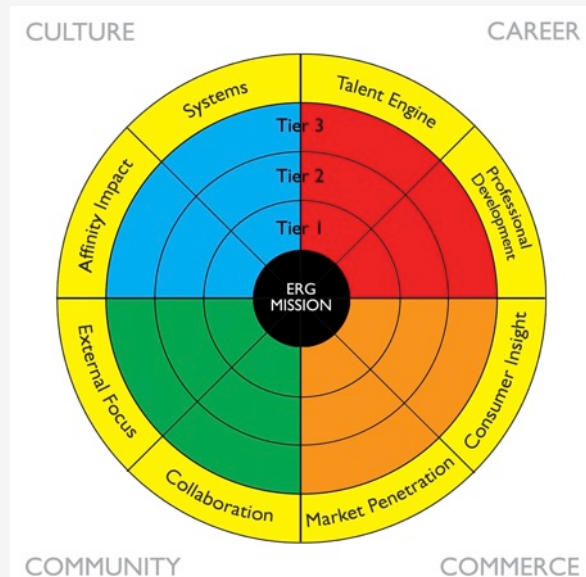 CULTURE
CAREER
Systems
Talent Engine
Affinity Impact
Tier 3
Professional
Development
Tier 2
Tier 1
ERG
MISSION
External Focus
Consumer Insight
Collaboration
Market Penetration
COMMUNITY
COMMERCE